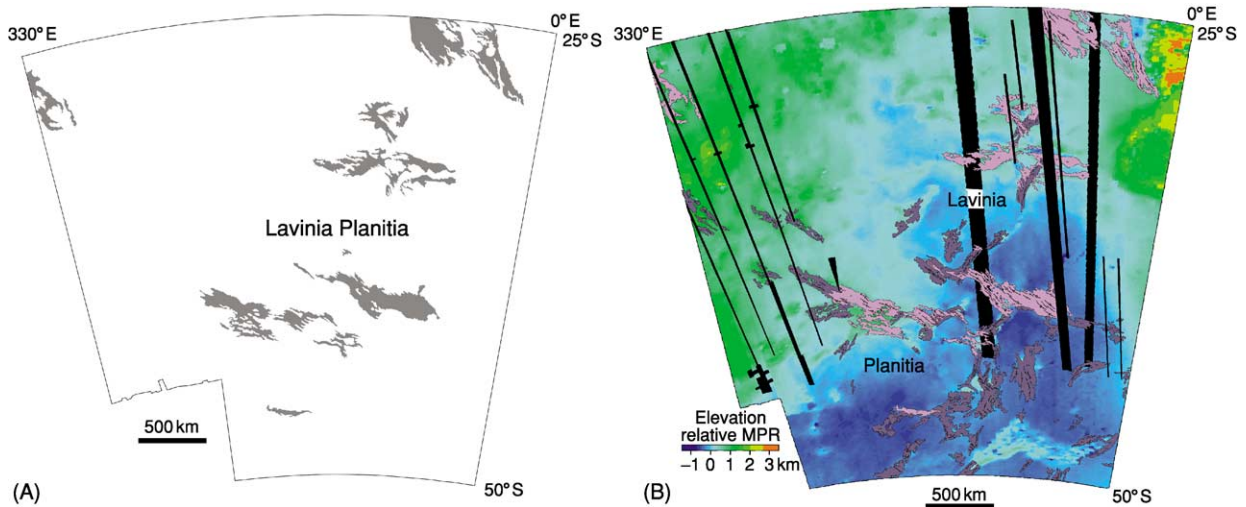 330° E
0° E
25° S
Lavinia Planitia
500 km
(A)
50° S
330° E
0° E
25° S
Lavinia
Planitia
Elevation
relative MPR
−1 0 1 2 3 km
(B)
500 km
50° S